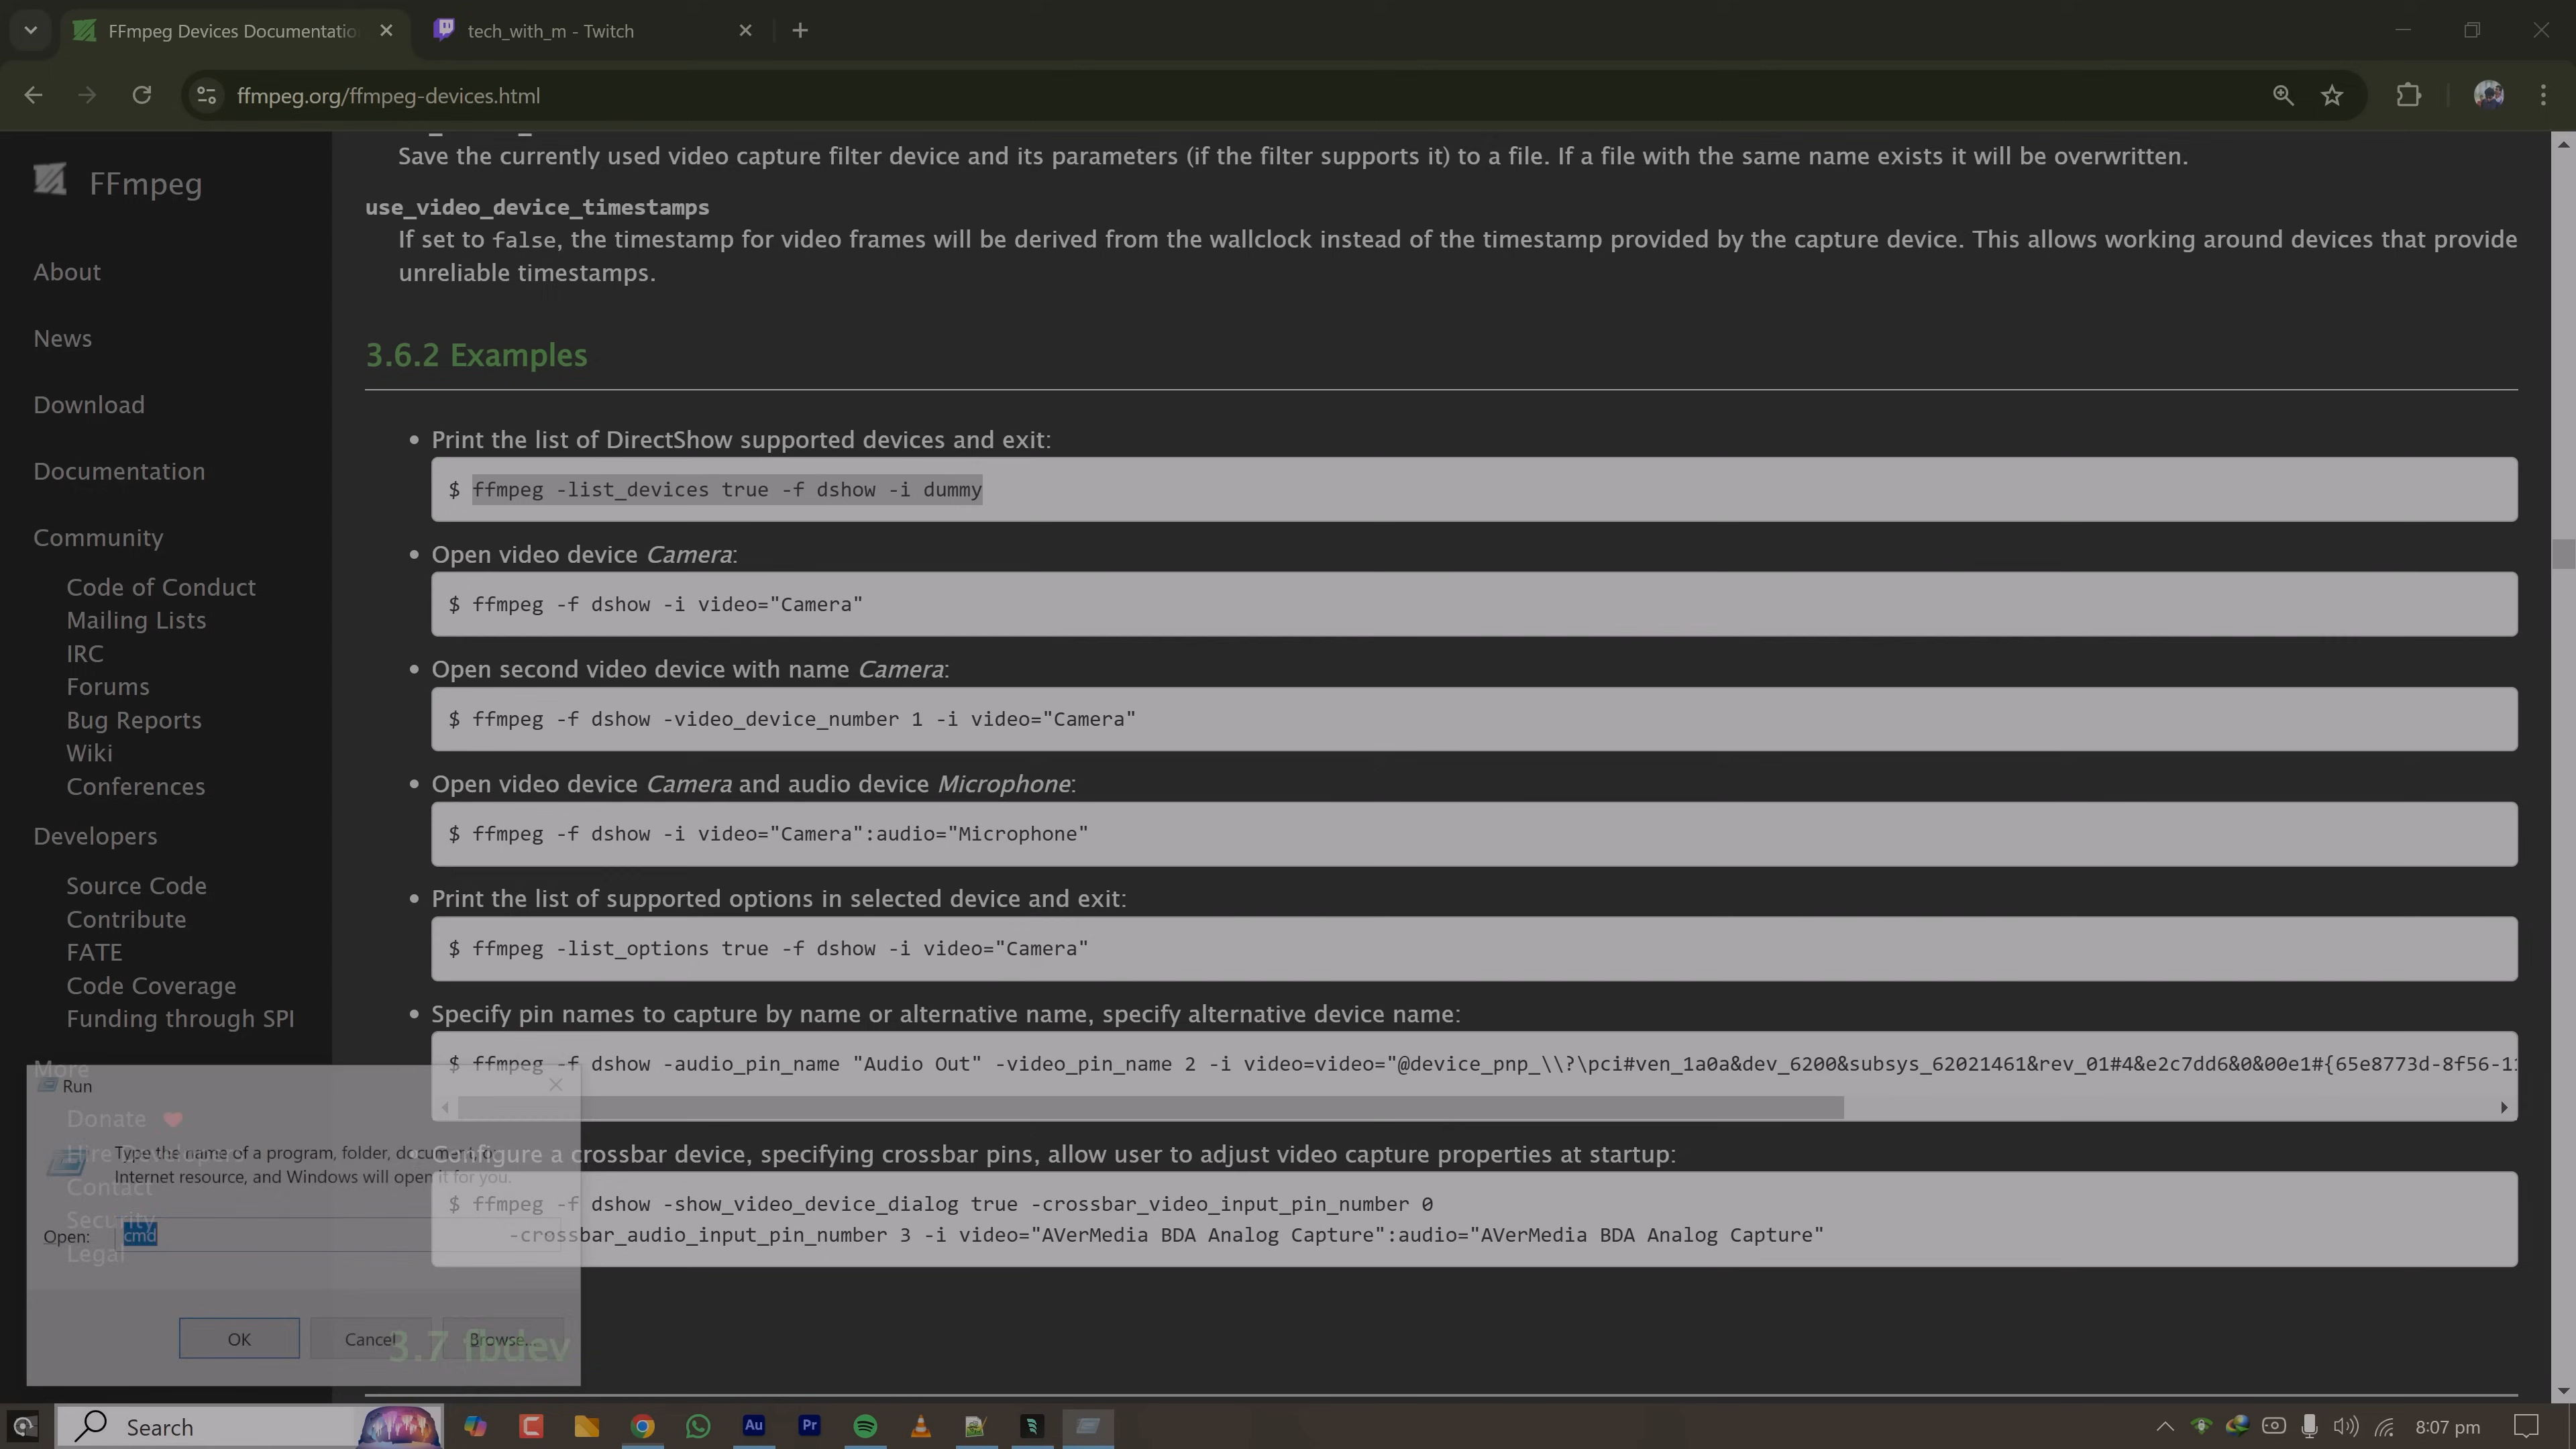 FFmpeg Devices Documentatio
tech_with_m - Twitch
ffmpeg.org/ffmpeg-devices.html
FFmpeg
About
News
Download
Documentation
Community
Code of Conduct
Mailing Lists
IRC
Forums
Bug Reports
Wiki
Conferences
Developers
Source Code
Contribute
FATE
Code Coverage
Funding through SPI
More
Donate
Contact
Security
Legal
Save the currently used video capture filter device and its parameters (if the filter supports it) to a file. If a file with the same name exists it will be overwritten.
use_video_device_timestamps
If set to false, the timestamp for video frames will be derived from the wallclock instead of the timestamp provided by the capture device. This allows working around devices that provide
unreliable timestamps.
3.6.2 Examples
• Print the list of DirectShow supported devices and exit:
$ ffmpeg -list_devices true -f dshow -i dummy
• Open video device Camera:
$ ffmpeg -f dshow -i video="Camera"
• Open second video device with name Camera:
$ ffmpeg -f dshow -video_device_number 1 -i video="Camera"
• Open video device Camera and audio device Microphone:
$ ffmpeg -f dshow -i video="Camera":audio="Microphone"
• Print the list of supported options in selected device and exit:
$ ffmpeg -list_options true -f dshow -i video="Camera"
• Specify pin names to capture by name or alternative name, specify alternative device name:
$ ffmpeg -f dshow -audio_pin_name "Audio Out" -video_pin_name 2 -i video=video="@device_pnp_\\?\pci#ven_1a0a&dev_6200&subsys_62021461&rev_01#4&e2c7dd6&0&00e1#{65e8773d-8f56-1
• Configure a crossbar device, specifying crossbar pins, allow user to adjust video capture properties at startup:
$ ffmpeg -f dshow -show_video_device_dialog true -crossbar_video_input_pin_number 0
-crossbar_audio_input_pin_number 3 -i video="AVerMedia BDA Analog Capture":audio="AVerMedia BDA Analog Capture"
3.7 fbdev
Run
Type the name of a program, folder, document, or
Internet resource, and Windows will open it for you.
Open:
cmd
OK
Cancel
Browse...
Search
Au
Pr
8:07 pm